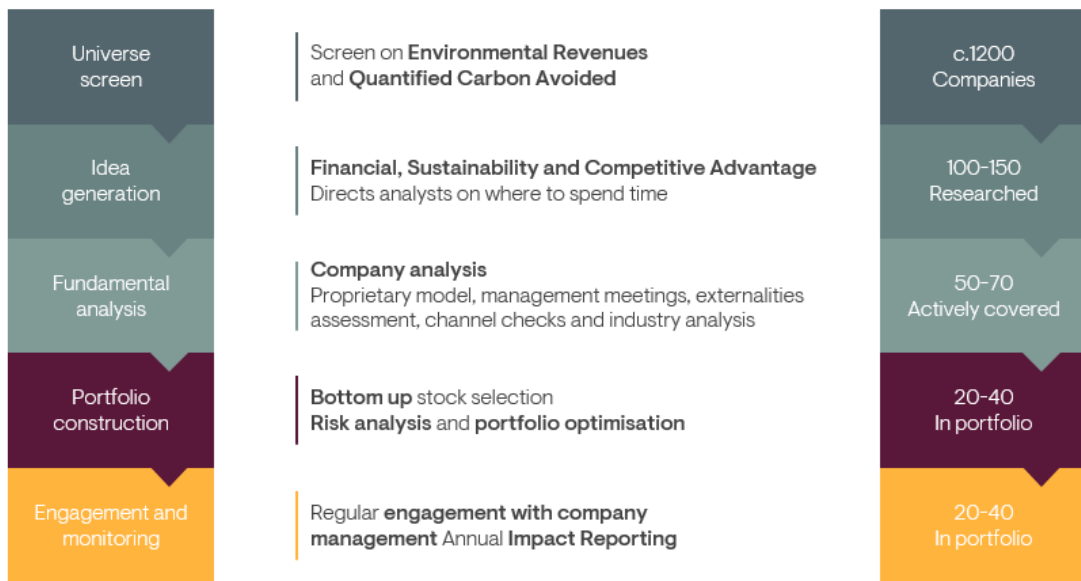 Universe
screen
Screen on Environmental Revenues
and Quantified Carbon Avoided
c.1200
Companies
Idea
generation
Financial, Sustainability and Competitive Advantage
Directs analysts on where to spend time
100-150
Researched
Fundamental
analysis
Company analysis
Proprietary model, management meetings, externalities
assessment, channel checks and industry analysis
50-70
Actively covered
Portfolio
construction
Bottom up stock selection
Risk analysis and portfolio optimisation
20-40
In portfolio
Engagement and
monitoring
Regular engagement with company
management Annual Impact Reporting
20-40
In portfolio